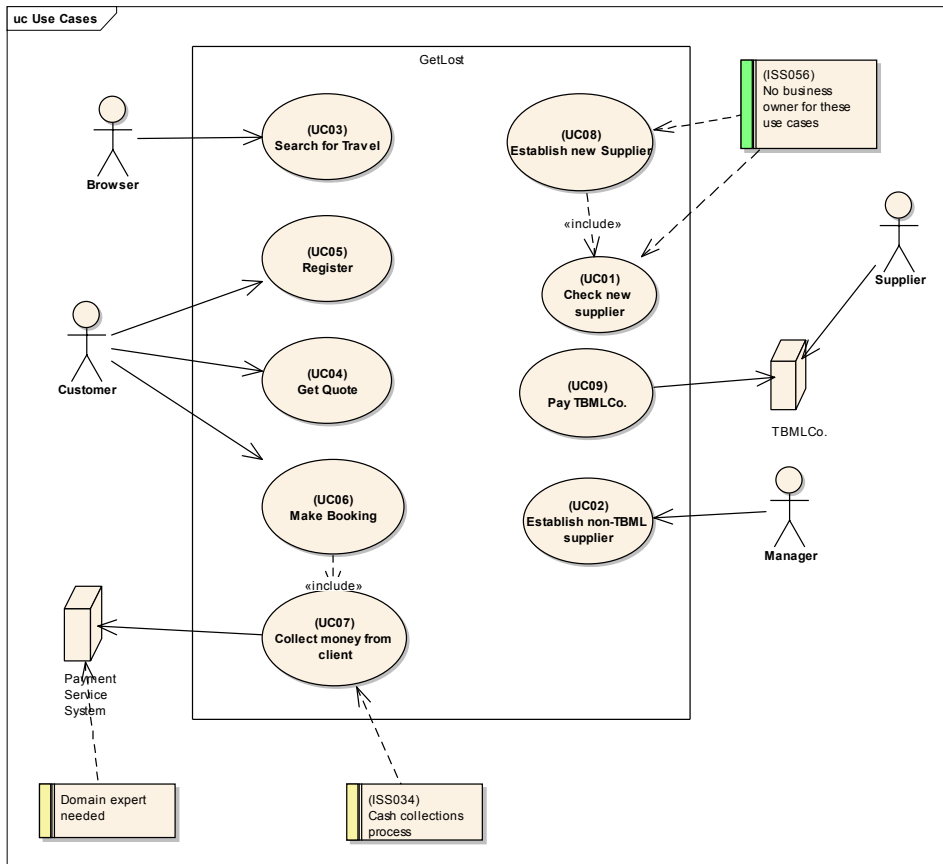 uc Use Cases
GetLost
(UC03)
Search for Travel
Browser
(UC05)
Register
Customer
(UC04)
Get Quote
(UC06)
Make Booking
«include»
(UC07)
Collect money from
client
Payment
Service
System
Domain expert
needed
(ISS034)
Cash collections
process
(UC08)
Establish new Supplier
«include»
(UC01)
Check new
supplier
(UC09)
Pay TBMLCo.
(UC02)
Establish non-TBML
supplier
(ISS056)
No business
owner for these
use cases
Supplier
TBMLCo.
Manager